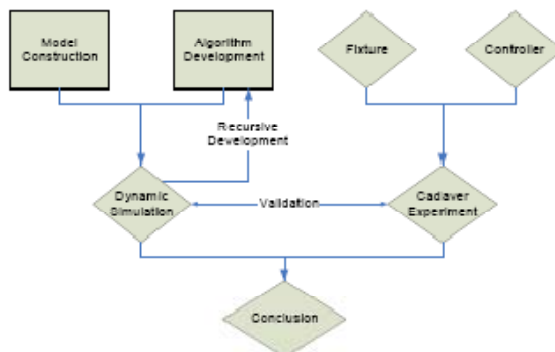 Model
Construction
Algorithm
Development
Fixture
Controller
Recursive
Development
Dynamic
Simulation
Validation
Cadaver
Experiment
Conclusion